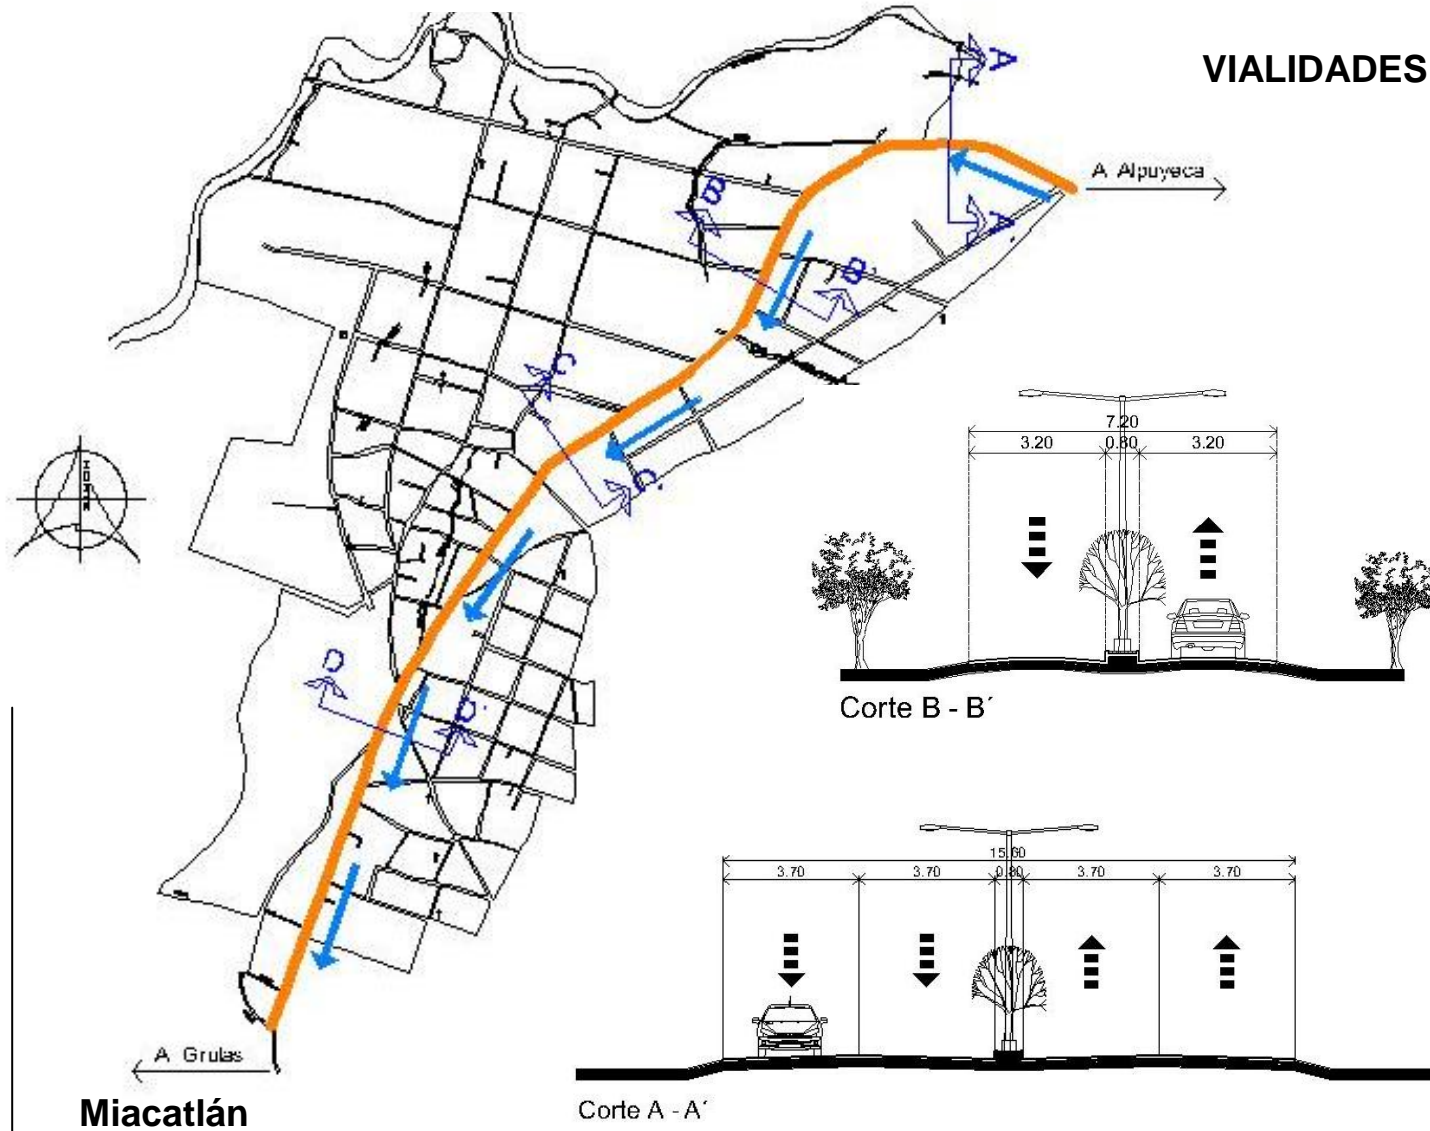 VIALIDADES
A
A Alpuyeca
B
A´
B´
C
C´
NORTE
D
D´
7.20
3.20 0.80 3.20
Corte B - B´
15.60
3.70 3.70 0.80 3.70 3.70
A Grulas
Miacatlán
Corte A - A´